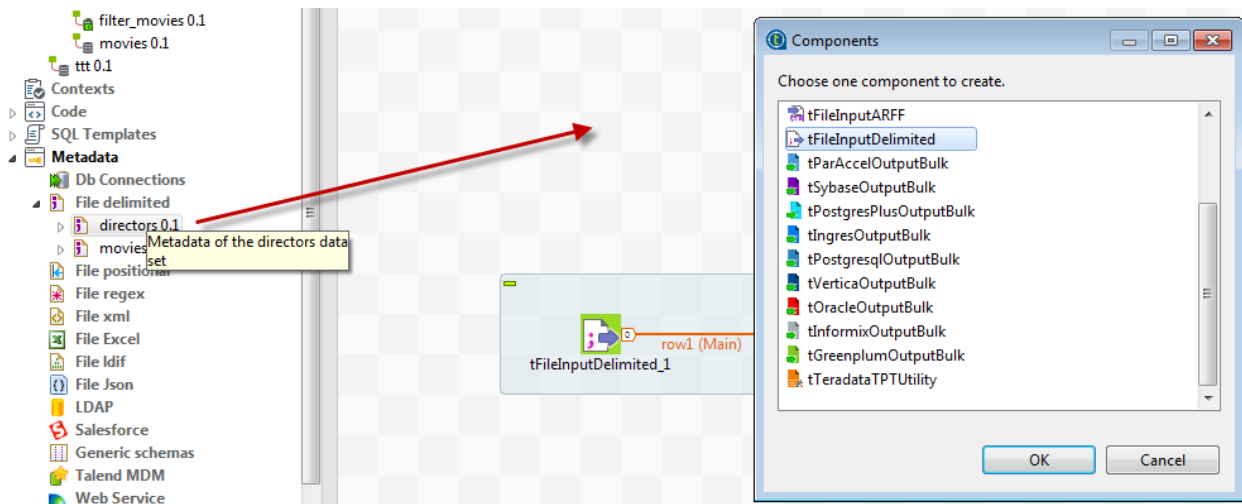 filter_movies 0.1
movies 0.1
ttt 0.1
Contexts
Code
SQL Templates
Metadata
Db Connections
File delimited
directors 0.1
movies
Metadata of the directors data
set
File positional
File regex
File xml
File Excel
File ldif
File Json
LDAP
Salesforce
Generic schemas
Talend MDM
Web Service
row1 (Main)
tFileInputDelimited_1
Components
Choose one component to create.
tFileInputARFF
tFileInputDelimited
tParAccelOutputBulk
tSybaseOutputBulk
tPostgresPlusOutputBulk
tIngresOutputBulk
tPostgresqlOutputBulk
tVerticaOutputBulk
tOracleOutputBulk
tInformixOutputBulk
tGreenplumOutputBulk
tTeradataTPTUtility
OK
Cancel